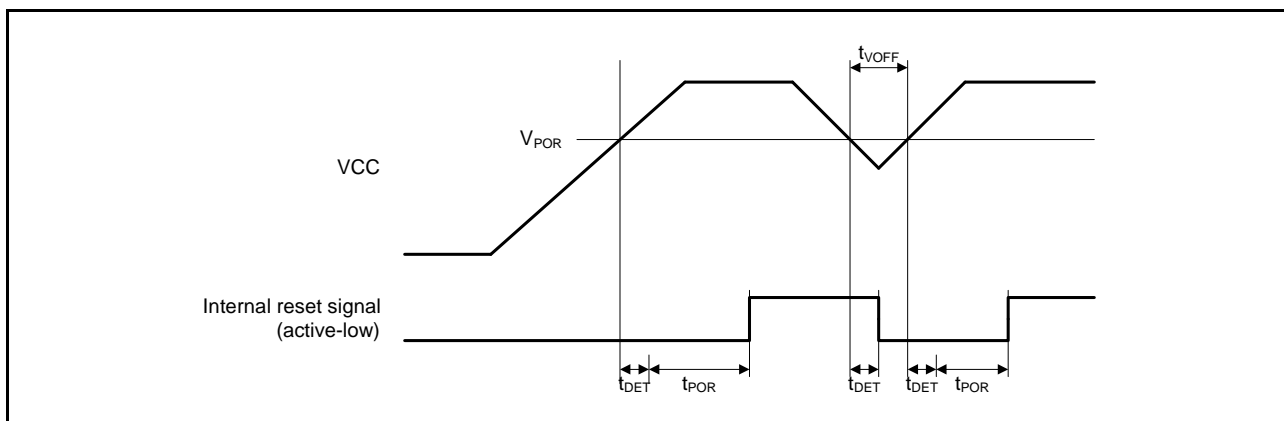 tVOFF
VPOR
VCC
Internal reset signal
(active-low)
tDET
tPOR
tDET
tDET
tPOR